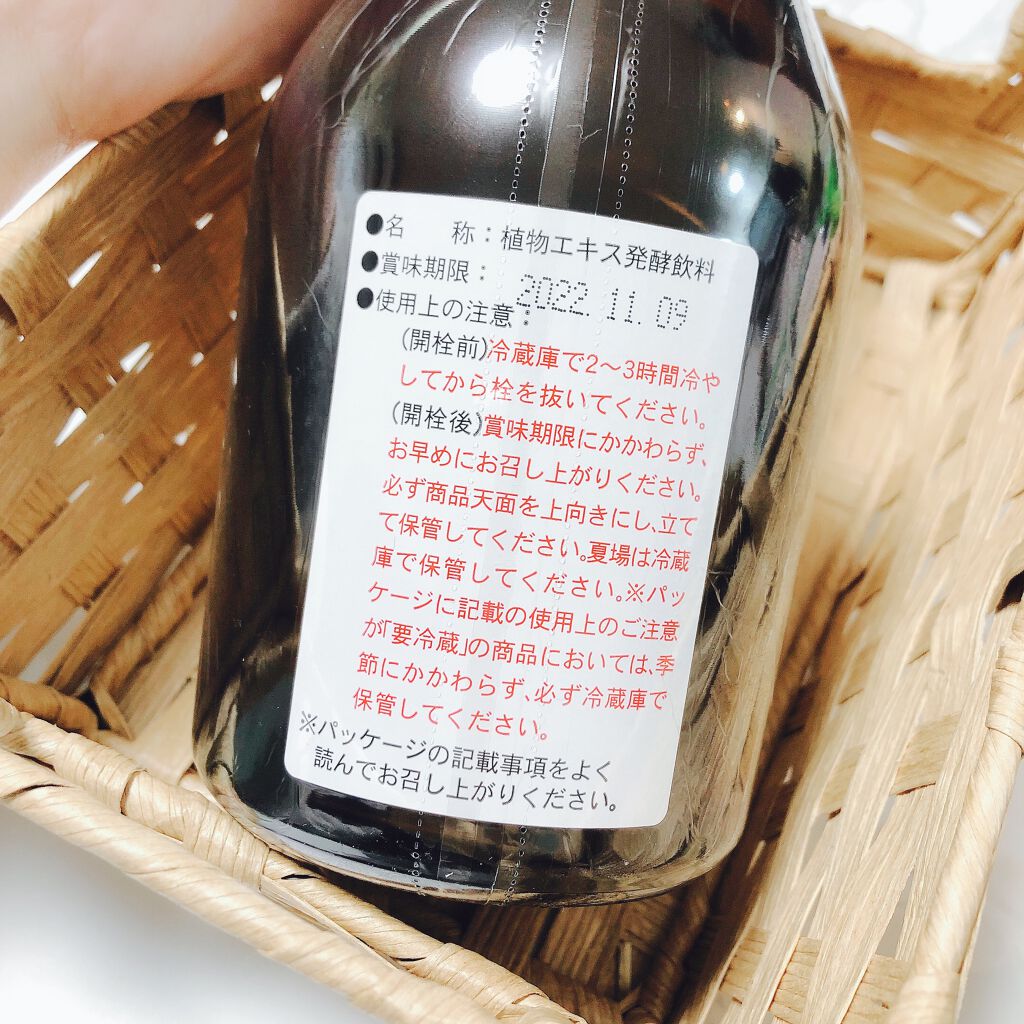 ●名　　称：植物エキス発酵飲料
●賞味期限： 2022.11.09
●使用上の注意：
(開栓前)冷蔵庫で2～3時間冷や
してから栓を抜いてください。
(開栓後)賞味期限にかかわらず、
お早めにお召し上がりください。
必ず商品天面を上向きにし、立て
て保管してください。夏場は冷蔵
庫で保管してください。※パッ
ケージに記載の使用上のご注意
が「要冷蔵」の商品においては、季
節にかかわらず、必ず冷蔵庫で
保管してください。
※パッケージの記載事項をよく
読んでお召し上がりください。